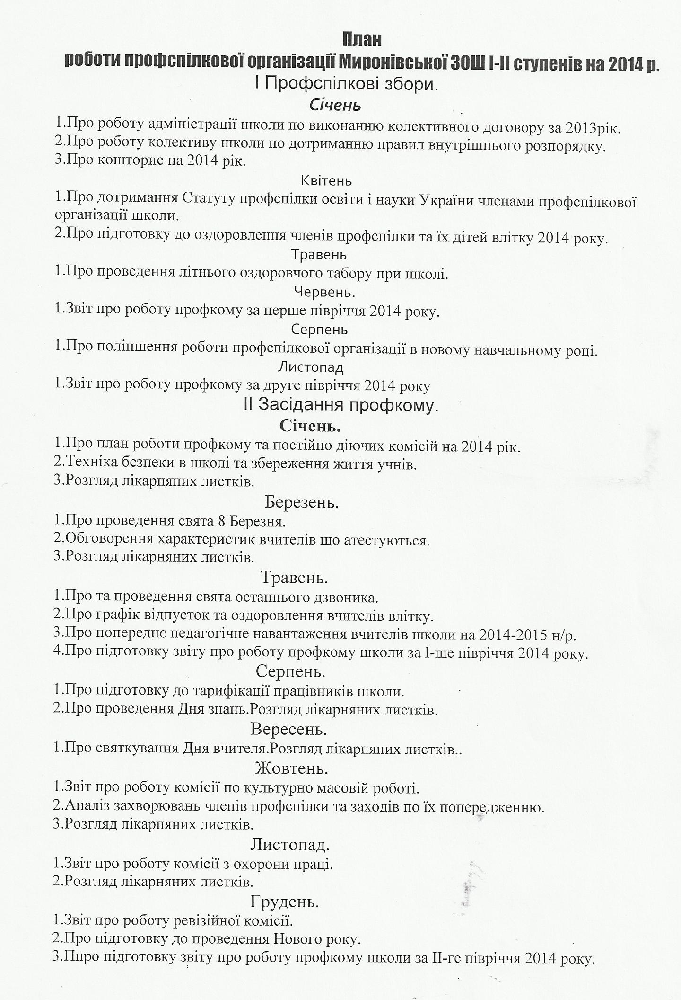 План
роботи профспілкової організації Миронівської ЗОШ І-ІІ ступенів на 2014 р.
І Профспілкові збори.
Січень
1.Про роботу адміністрації школи по виконанню колективного договору за 2013рік.
2.Про роботу колективу школи по дотриманню правил внутрішнього розпорядку.
3.Про кошторис на 2014 рік.
Квітень
1.Про дотримання Статуту профспілки освіти і науки України членами профспілкової
організації школи.
2.Про підготовку до оздоровлення членів профспілки та їх дітей влітку 2014 року.
Травень
1.Про проведення літнього оздоровчого табору при школі.
Червень.
1.Звіт про роботу профкому за перше півріччя 2014 року.
Серпень
1.Про поліпшення роботи профспілкової організації в новому навчальному році.
Листопад
1.Звіт про роботу профкому за друге півріччя 2014 року
ІІ Засідання профкому.
Січень.
1.Про план роботи профкому та постійно діючих комісій на 2014 рік.
2.Техніка безпеки в школі та збереження життя учнів.
3.Розгляд лікарняних листків.
Березень.
1.Про проведення свята 8 Березня.
2.Обговорення характеристик вчителів що атестуються.
3.Розгляд лікарняних листків.
Травень.
1.Про та проведення свята останнього дзвоника.
2.Про графік відпусток та оздоровлення вчителів влітку.
3.Про попереднє педагогічне навантаження вчителів школи на 2014-2015 н/р.
4.Про підготовку звіту про роботу профкому школи за І-ше півріччя 2014 року.
Серпень.
1.Про підготовку до тарифікації працівників школи.
2.Про проведення Дня знань.Розгляд лікарняних листків.
Вересень.
1.Про святкування Дня вчителя.Розгляд лікарняних листків..
Жовтень.
1.Звіт про роботу комісії по культурно масовій роботі.
2.Аналіз захворювань членів профспілки та заходів по їх попередженню.
3.Розгляд лікарняних листків.
Листопад.
1.Звіт про роботу комісії з охорони праці.
2.Розгляд лікарняних листків.
Грудень.
1.Звіт про роботу ревізійної комісії.
2.Про підготовку до проведення Нового року.
3.Ппро підготовку звіту про роботу профкому школи за ІІ-ге півріччя 2014 року.